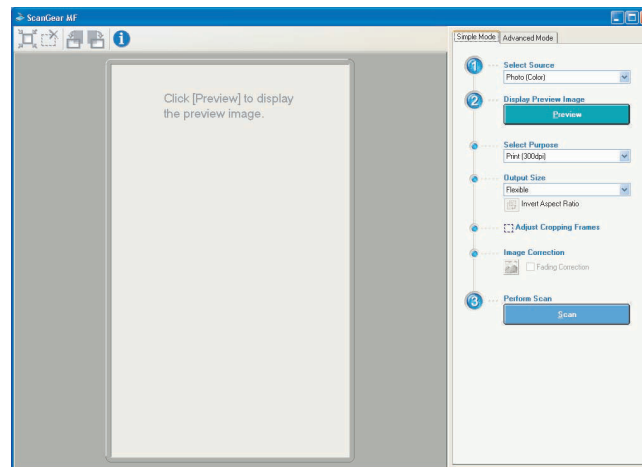 ScanGear MF
Simple Mode
Advanced Mode
Click [Preview] to display
the preview image.
1
Select Source
Photo (Color)
2
Display Preview Image
Preview
Select Purpose
Print (300dpi)
Output Size
Flexible
Invert Aspect Ratio
Adjust Cropping Frames
Image Correction
Fading Correction
3
Perform Scan
Scan